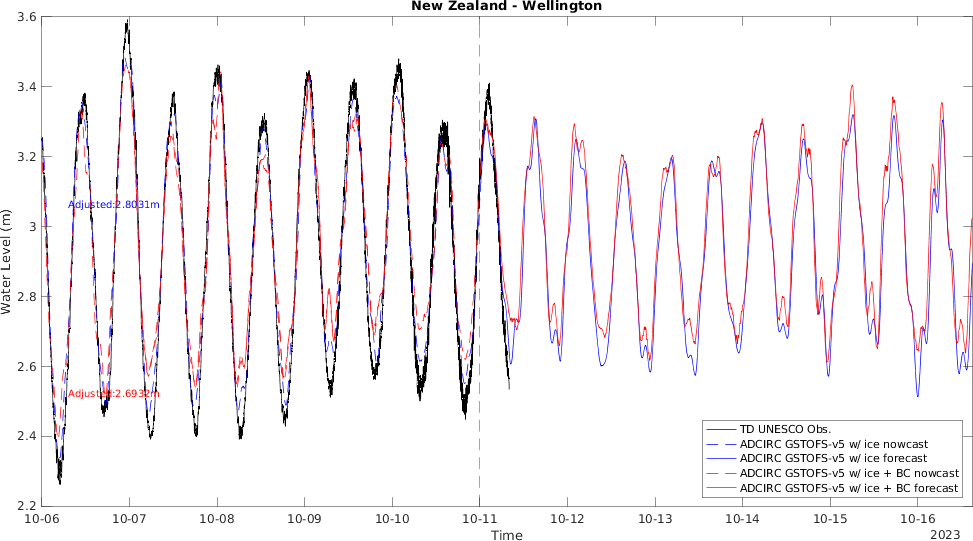 New Zealand - Wellington
3.6
3.4
3.2
3
2.8
2.6
2.4
2.2
Water Level (m)
Adjusted:2.8031m
Adjusted:2.6932m
TD UNESCO Obs.
ADCIRC GSTOFS-v5 w/ ice nowcast
ADCIRC GSTOFS-v5 w/ ice forecast
ADCIRC GSTOFS-v5 w/ ice + BC nowcast
ADCIRC GSTOFS-v5 w/ ice + BC forecast
10-06 10-07 10-08 10-09 10-10 10-11 10-12 10-13 10-14 10-15 10-16
Time
2023